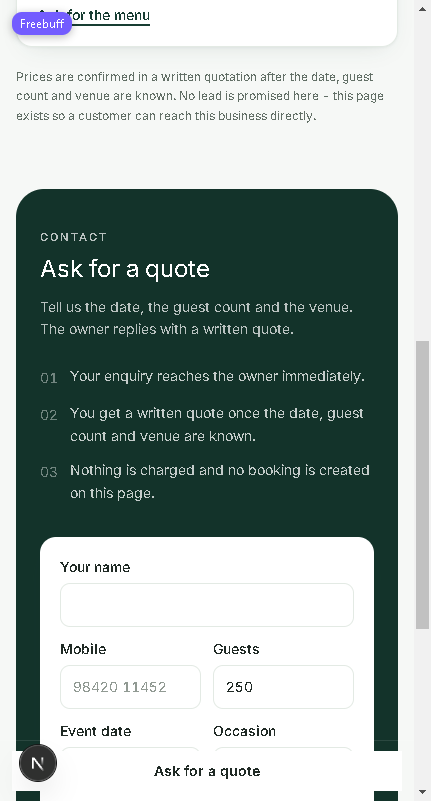 Freebuff
for the menu
Prices are confirmed in a written quotation after the date, guest
count and venue are known. No lead is promised here - this page
exists so a customer can reach this business directly.
CONTACT
Ask for a quote
Tell us the date, the guest count and the venue.
The owner replies with a written quote.
01 Your enquiry reaches the owner immediately.
02 You get a written quote once the date, guest
count and venue are known.
03 Nothing is charged and no booking is created
on this page.
Your name
Mobile Guests
98420 11452 250
Event date Occasion
N
Ask for a quote